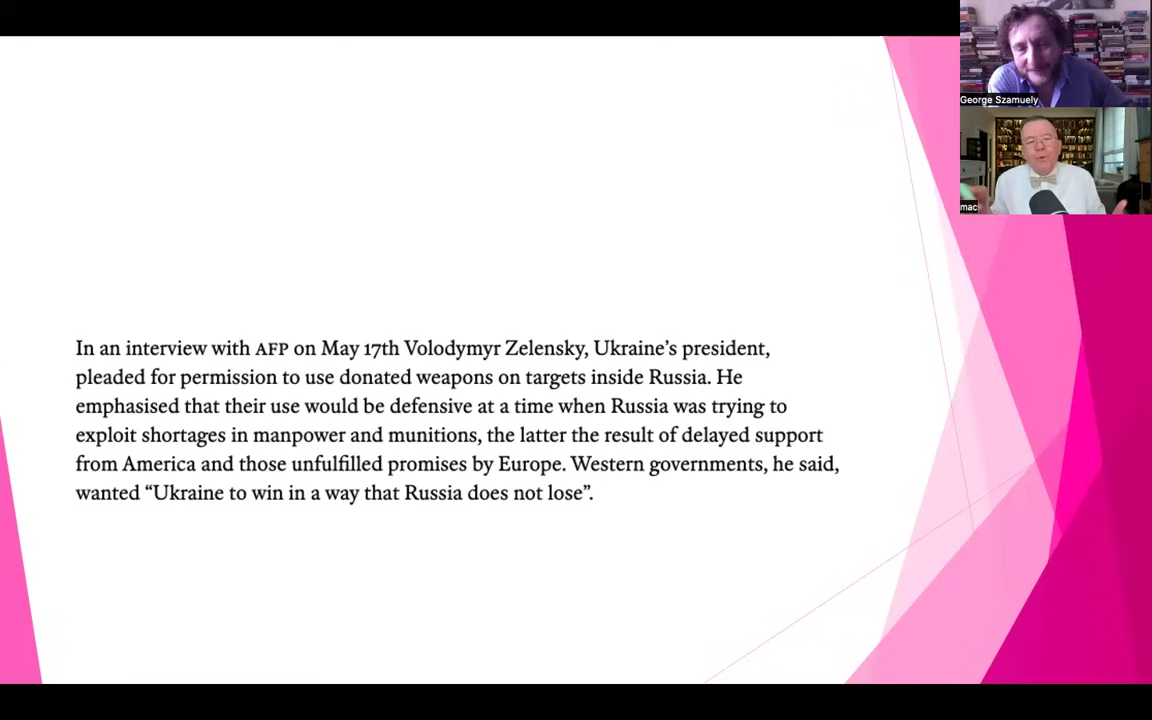 George Szamuely
mac
In an interview with AFP on May 17th Volodymyr Zelensky, Ukraine’s president,
pleaded for permission to use donated weapons on targets inside Russia. He
emphasised that their use would be defensive at a time when Russia was trying to
exploit shortages in manpower and munitions, the latter the result of delayed support
from America and those unfulfilled promises by Europe. Western governments, he said,
wanted “Ukraine to win in a way that Russia does not lose”.